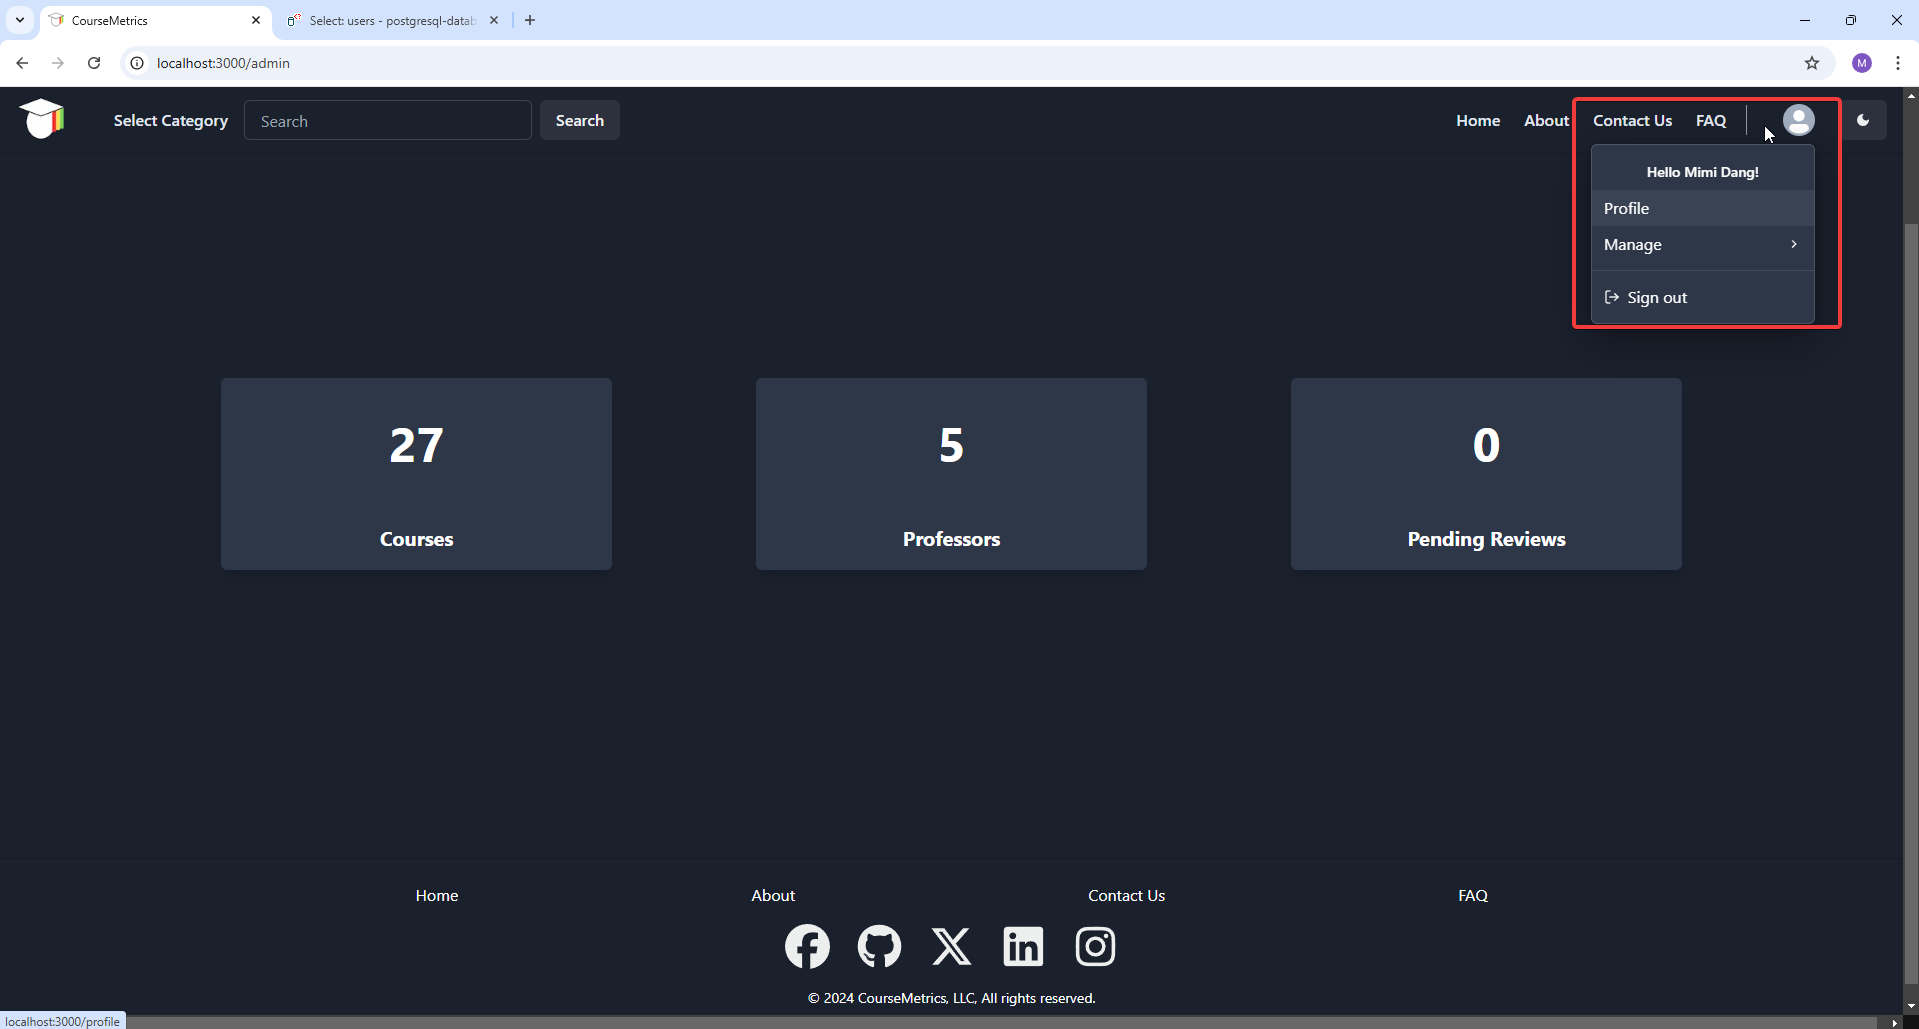 CourseMetrics
Select: users - postgresql-datab
localhost:3000/admin
M
Select Category
Search
Search
Home
About
Contact Us
FAQ
Hello Mimi Dang!
Profile
Manage
Sign out
27
Courses
5
Professors
0
Pending Reviews
Home
About
Contact Us
FAQ
© 2024 CourseMetrics, LLC, All rights reserved.
localhost:3000/profile